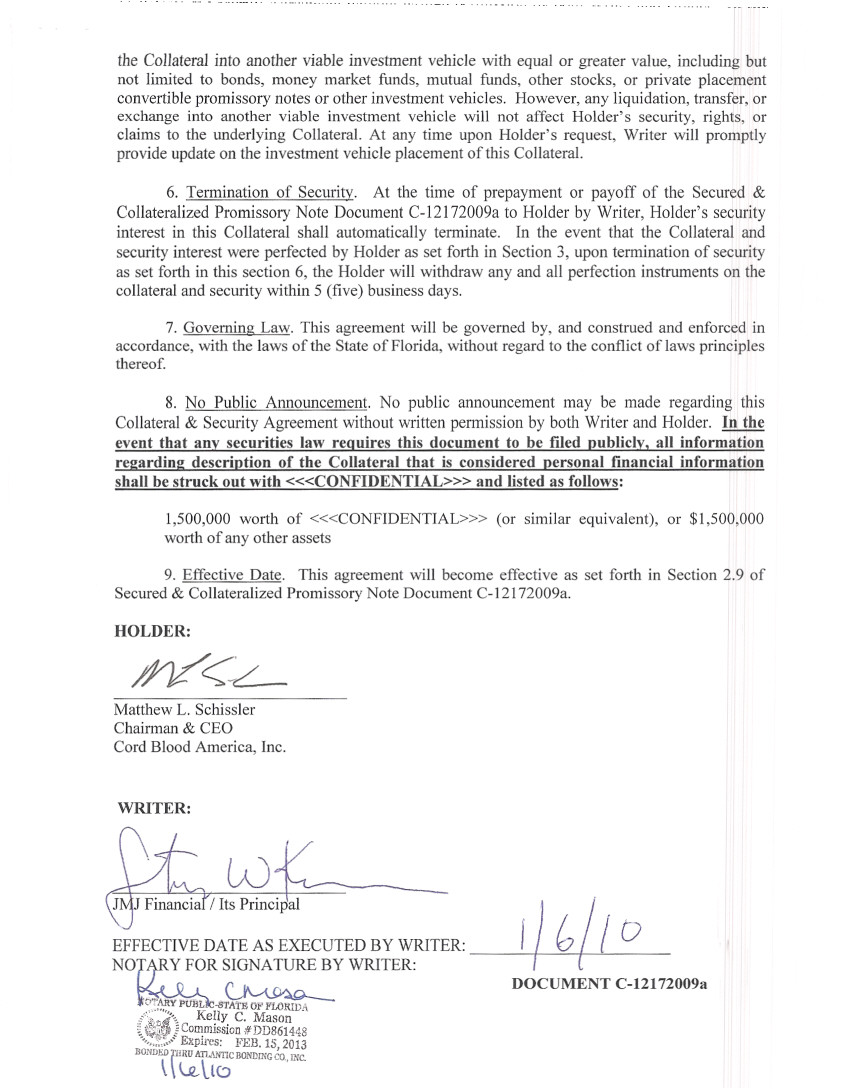 the Collateral into another viable investment vehicle with equal or greater value, including but
not limited to bonds, money market funds, mutual funds, other stocks, or private placement
convertible promissory notes or other investment vehicles. However, any liquidation, transfer, or
exchange into another viable investment vehicle will not affect Holder's security, rights, or
claims to the underlying Collateral. At any time upon Holder's request, Writer will promptly
provide update on the investment vehicle placement of this Collateral.
6. Termination of Security. At the time of prepayment or payoff of the Secured &
Collateralized Promissory Note Document C-12172009a to Holder by Writer, Holder's security
interest in this Collateral shall automatically terminate. In the event that the Collateral and
security interest were perfected by Holder as set forth in Section 3, upon termination of security
as set forth in this section 6, the Holder will withdraw any and all perfection instruments on the
collateral and security within 5 (five) business days.
7. Governing Law. This agreement will be governed by, and construed and enforced in
accordance, with the laws of the State of Florida, without regard to the conflict of laws principles
thereof.
8. No Public Announcement. No public announcement may be made regarding this
Collateral & Security Agreement without written permission by both Writer and Holder. In the
event that any securities law requires this document to be filed publicly, all information
regarding description of the Collateral that is considered personal financial information
shall be struck out with <<<CONFIDENTIAL>>> and listed as follows:
1,500,000 worth of <<<CONFIDENTIAL>>> (or similar equivalent), or $1,500,000
worth of any other assets
9. Effective Date. This agreement will become effective as set forth in Section 2.9 of
Secured & Collateralized Promissory Note Document C-12172009a.
HOLDER:
Matthew L. Schissler
Chairman & CEO
Cord Blood America, Inc.
WRITER:
JMJ Financial / Its Principal
EFFECTIVE DATE AS EXECUTED BY WRITER: 1/6/10
NOTARY FOR SIGNATURE BY WRITER:
DOCUMENT C-12172009a
NOTARY PUBLIC-STATE OF FLORIDA
Kelly C. Mason
Commission # DD861448
Expires: FEB. 15, 2013
BONDED THRU ATLANTIC BONDING CO., INC.
1/6/10